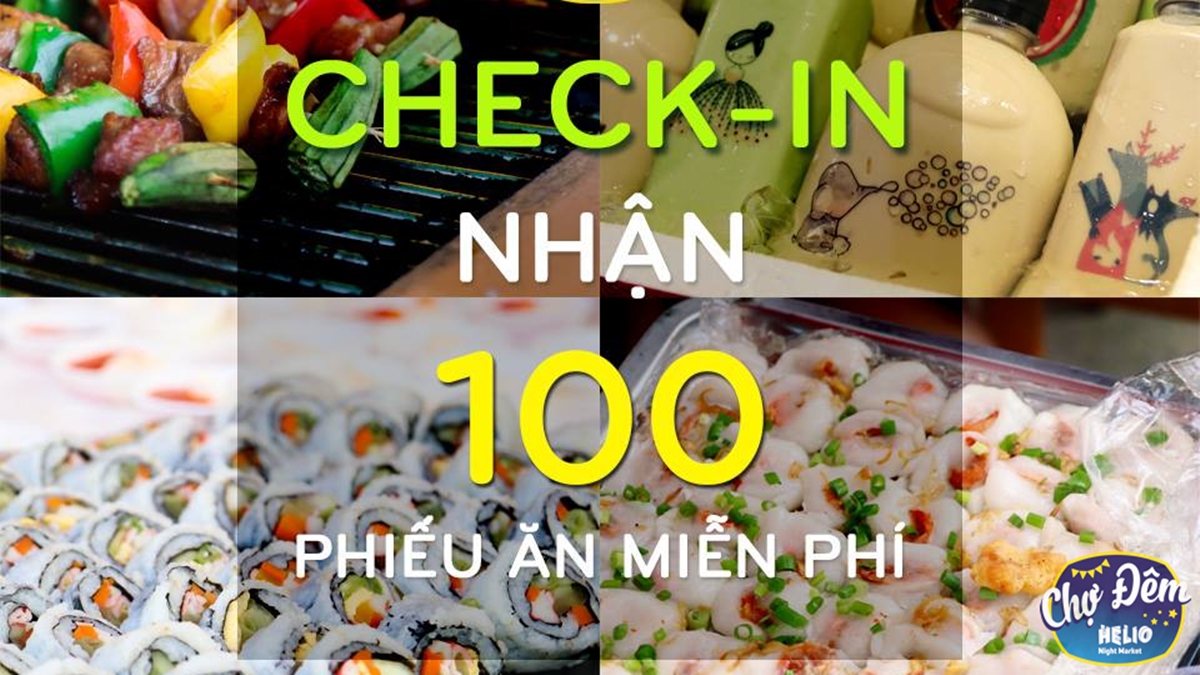 CHECK-IN
NHẬN
100
PHIẾU ĂN MIỄN PHÍ
Chợ Đêm
HELIO
Night Market